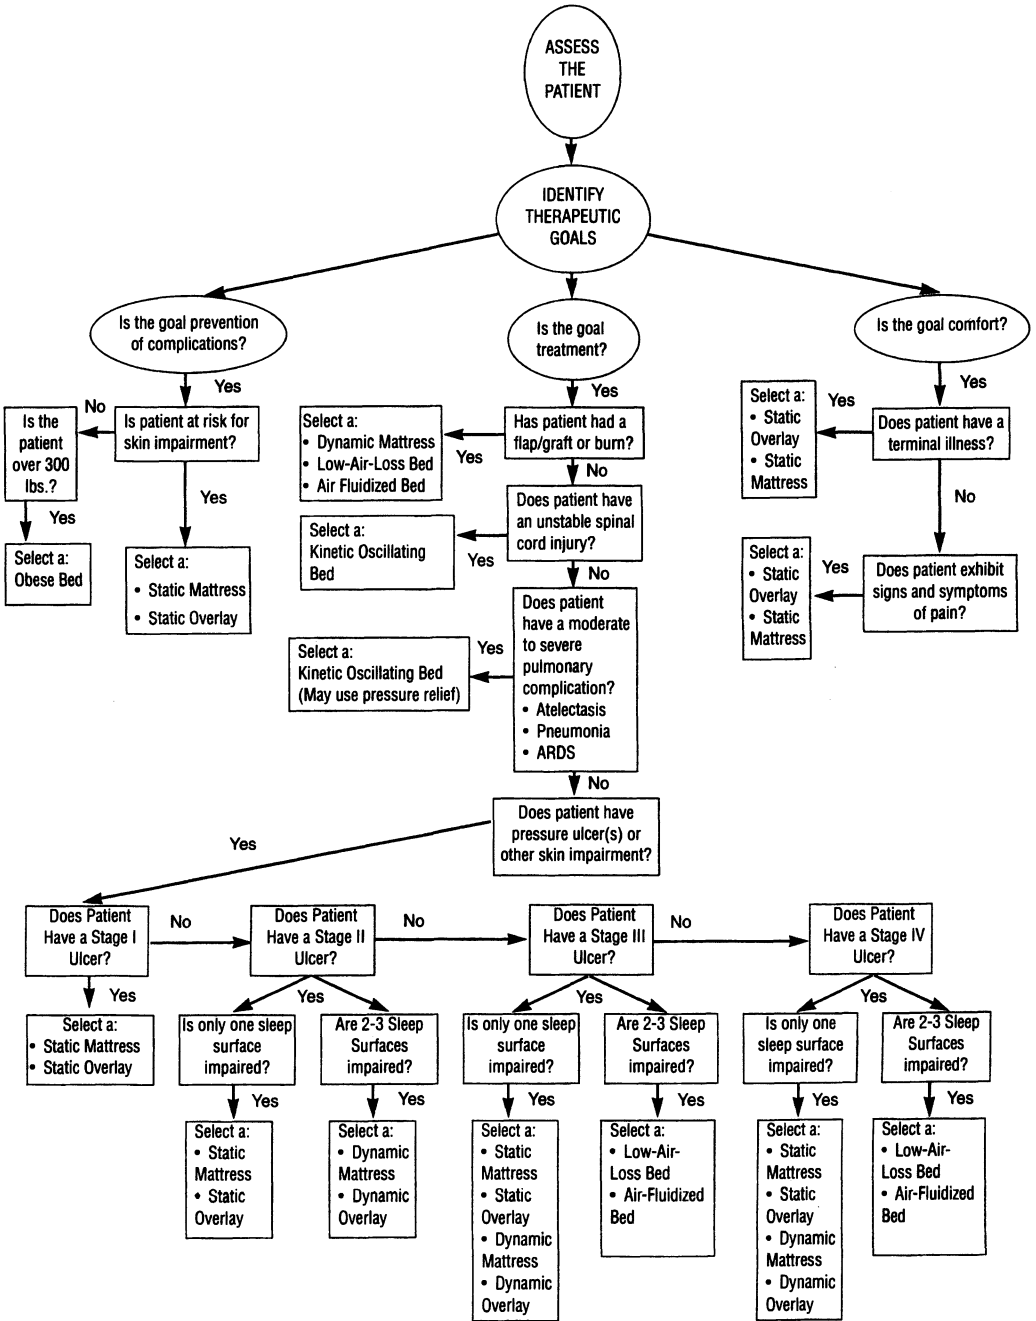 ASSESS
THE
PATIENT
IDENTIFY
THERAPEUTIC
GOALS
Is the goal prevention
of complications?
Is the goal
treatment?
Is the goal comfort?
Yes
Yes
Yes
No
Is the
patient
over 300
lbs.?
Is patient at risk for
skin impairment?
Yes
Yes
Select a:
Obese Bed
Select a:
• Static Mattress
• Static Overlay
Select a:
• Dynamic Mattress
• Low-Air-Loss Bed
• Air Fluidized Bed
Yes
Has patient had a
flap/graft or burn?
No
Select a:
Kinetic Oscillating
Bed
Yes
Does patient have
an unstable spinal
cord injury?
No
Select a:
Kinetic Oscillating Bed
(May use pressure relief)
Yes
Does patient
have a moderate
to severe
pulmonary
complication?
• Atelectasis
• Pneumonia
• ARDS
No
Does patient have
pressure ulcer(s) or
other skin impairment?
Yes
Select a:
• Static
Overlay
• Static
Mattress
Yes
Does patient have a
terminal illness?
No
Select a:
• Static
Overlay
• Static
Mattress
Yes
Does patient exhibit
signs and symptoms
of pain?
Does Patient
Have a Stage I
Ulcer?
No
Does Patient
Have a Stage II
Ulcer?
No
Does Patient
Have a Stage III
Ulcer?
No
Does Patient
Have a Stage IV
Ulcer?
Yes
Yes
Yes
Yes
Select a:
• Static Mattress
• Static Overlay
Is only one sleep
surface
impaired?
Are 2-3 Sleep
Surfaces
impaired?
Is only one sleep
surface
impaired?
Are 2-3 Sleep
Surfaces
impaired?
Is only one
sleep surface
impaired?
Are 2-3 Sleep
Surfaces
impaired?
Yes
Yes
Yes
Yes
Yes
Yes
Select a:
• Static
Mattress
• Static
Overlay
Select a:
• Dynamic
Mattress
• Dynamic
Overlay
Select a:
• Static
Mattress
• Static
Overlay
• Dynamic
Mattress
• Dynamic
Overlay
Select a:
• Low-Air-
Loss Bed
• Air-Fluidized
Bed
Select a:
• Static
Mattress
• Static
Overlay
• Dynamic
Mattress
• Dynamic
Overlay
Select a:
• Low-Air-
Loss Bed
• Air-Fluidized
Bed